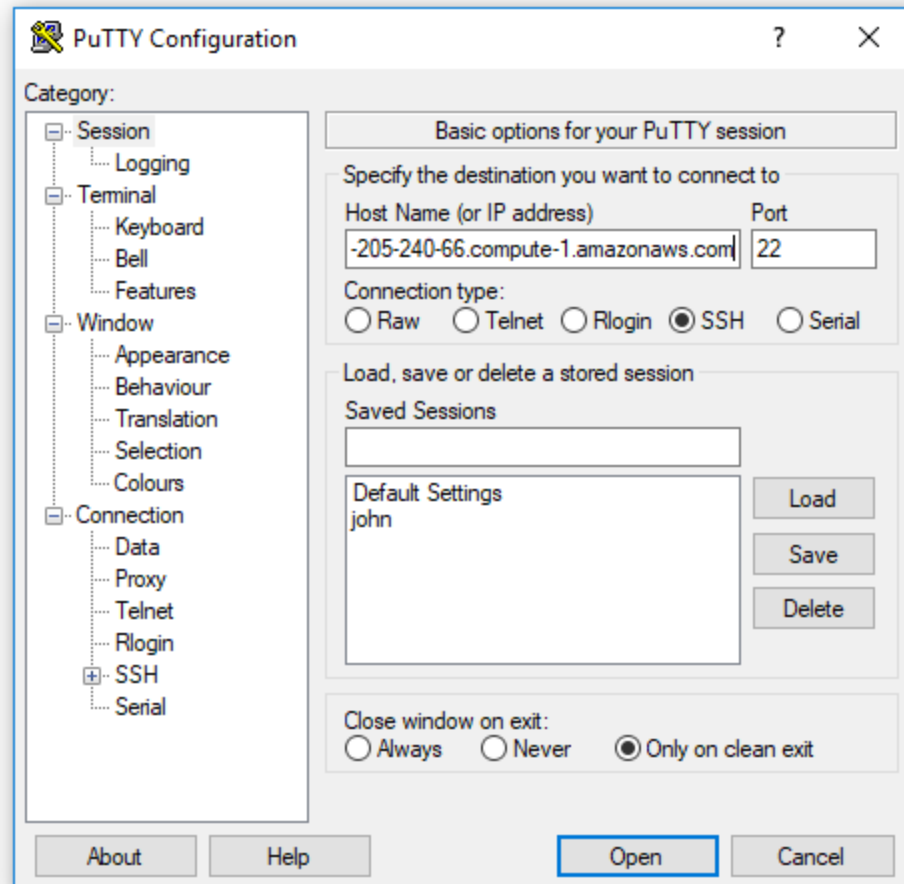 PuTTY Configuration
?
Category:
Session
Logging
Terminal
Keyboard
Bell
Features
Window
Appearance
Behaviour
Translation
Selection
Colours
Connection
Data
Proxy
Telnet
Rlogin
SSH
Serial
Basic options for your PuTTY session
Specify the destination you want to connect to
Host Name (or IP address) Port
-205-240-66.compute-1.amazonaws.com 22
Connection type:
Raw Telnet Rlogin SSH Serial
Load, save or delete a stored session
Saved Sessions
Default Settings
john
Load
Save
Delete
Close window on exit:
Always Never Only on clean exit
About Help Open Cancel